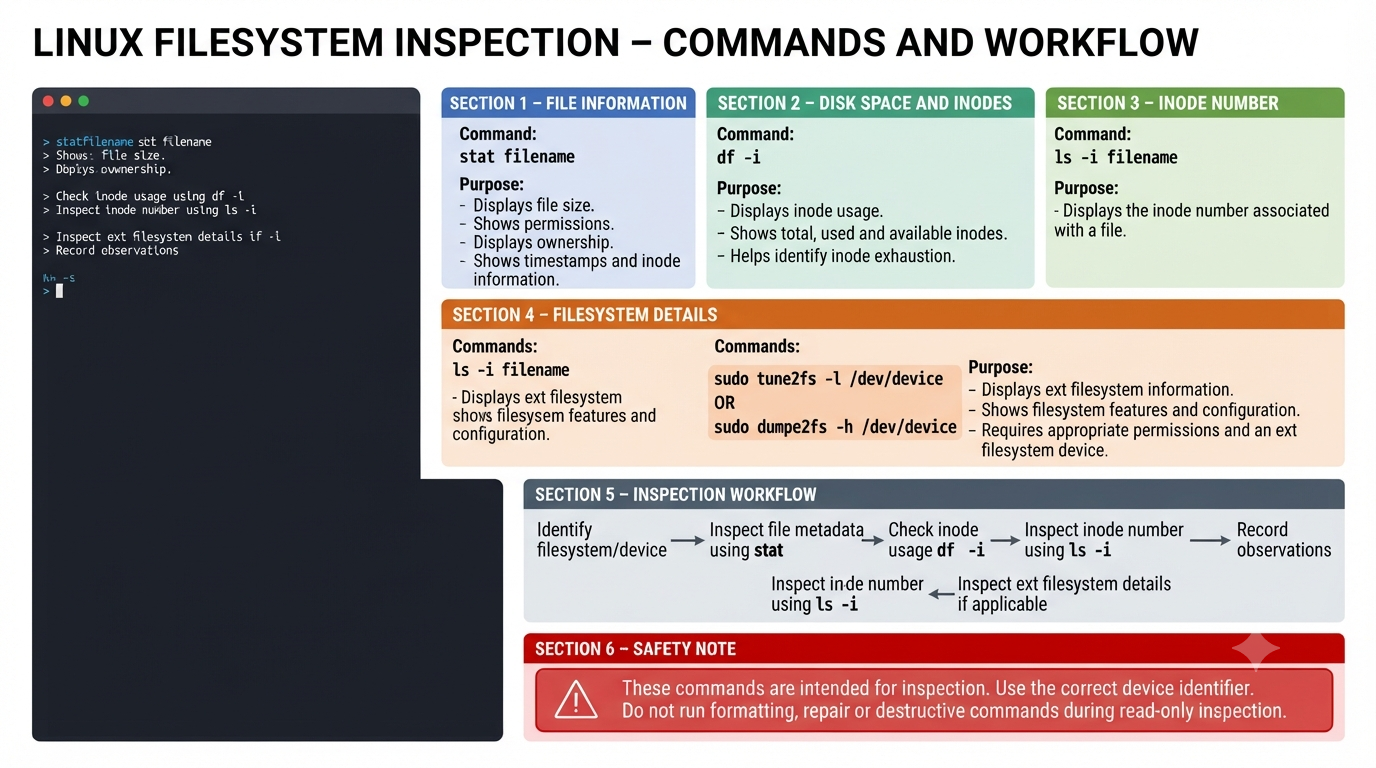 LINUX FILESYSTEM INSPECTION – COMMANDS AND WORKFLOW
> statfilename set filename
> Shows: file size.
> ownership.
> Check inode usage using df -i
> Inspect inode number using ls -i
> Inspect ext filesystem details if -i
> Record observations
>
SECTION 1 – FILE INFORMATION
Command:
stat filename
Purpose:
- Displays file size.
- Shows permissions.
- Displays ownership.
- Shows timestamps and inode
information.
SECTION 2 – DISK SPACE AND INODES
Command:
df -i
Purpose:
– Displays inode usage.
– Shows total, used and available inodes.
– Helps identify inode exhaustion.
SECTION 3 – INODE NUMBER
Command:
ls -i filename
Purpose:
- Displays the inode number associated
with a file.
SECTION 4 – FILESYSTEM DETAILS
Commands:
ls -i filename
- Displays ext filesystem
shows filesysem features and
configuration.
Commands:
sudo tune2fs -l /dev/device
OR
sudo dumpe2fs -h /dev/device
Purpose:
– Displays ext filesystem information.
– Shows filesystem features and configuration.
– Requires appropriate permissions and an ext
filesystem device.
SECTION 5 – INSPECTION WORKFLOW
Identify
filesystem/device
Inspect file metadata
using stat
Check inode
usage df -i
Inspect inode number
using ls -i
Record
observations
Inspect inde number
using ls -i
Inspect ext filesystem details
if applicable
SECTION 6 – SAFETY NOTE
These commands are intended for inspection. Use the correct device identifier.
Do not run formatting, repair or destructive commands during read-only inspection.